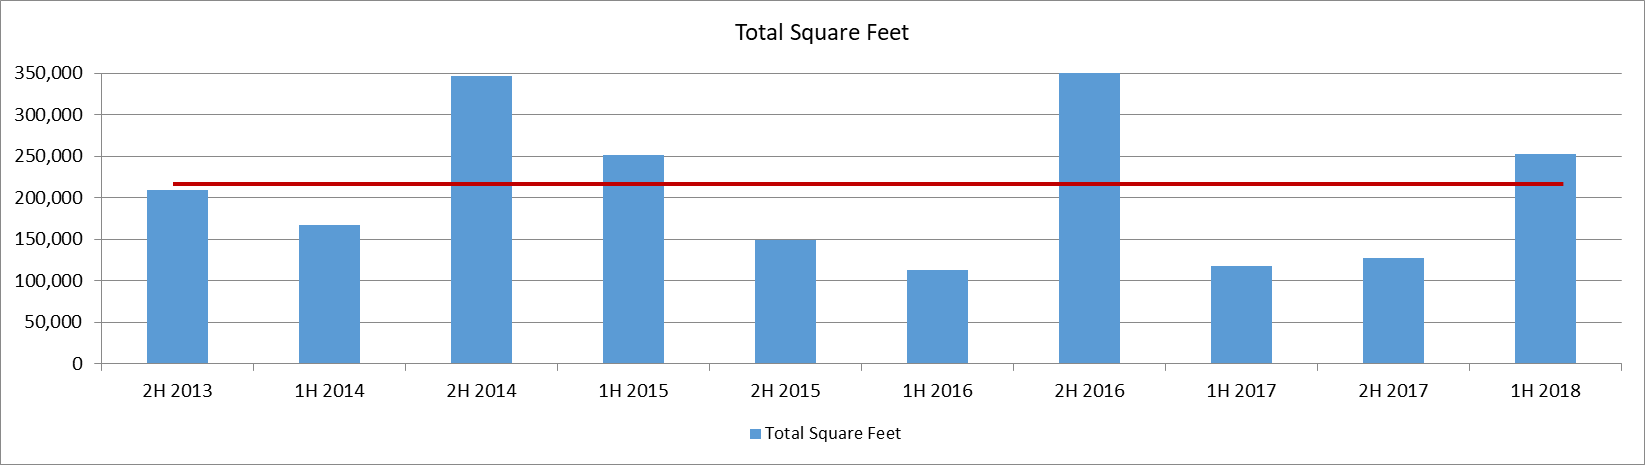 Total Square Feet
350,000
300,000
250,000
200,000
150,000
100,000
50,000
0
2H 2013 1H 2014 2H 2014 1H 2015 2H 2015 1H 2016 2H 2016 1H 2017 2H 2017 1H 2018
Total Square Feet